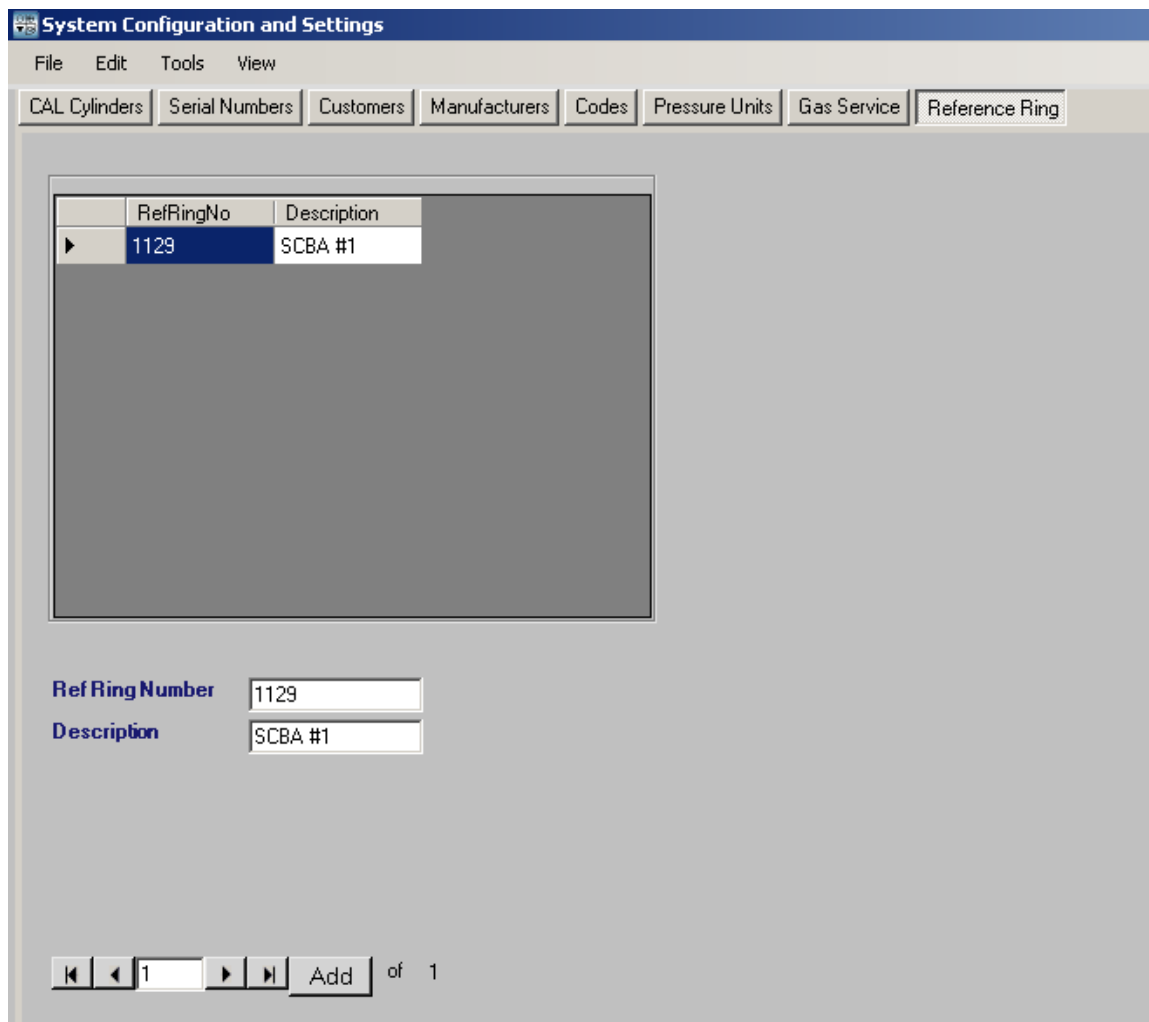 System Configuration and Settings
File Edit Tools View
CAL Cylinders Serial Numbers Customers Manufacturers Codes Pressure Units Gas Service Reference Ring
RefRingNo Description
1129 SCBA #1
Ref Ring Number 1129
Description SCBA #1
1 Add of 1